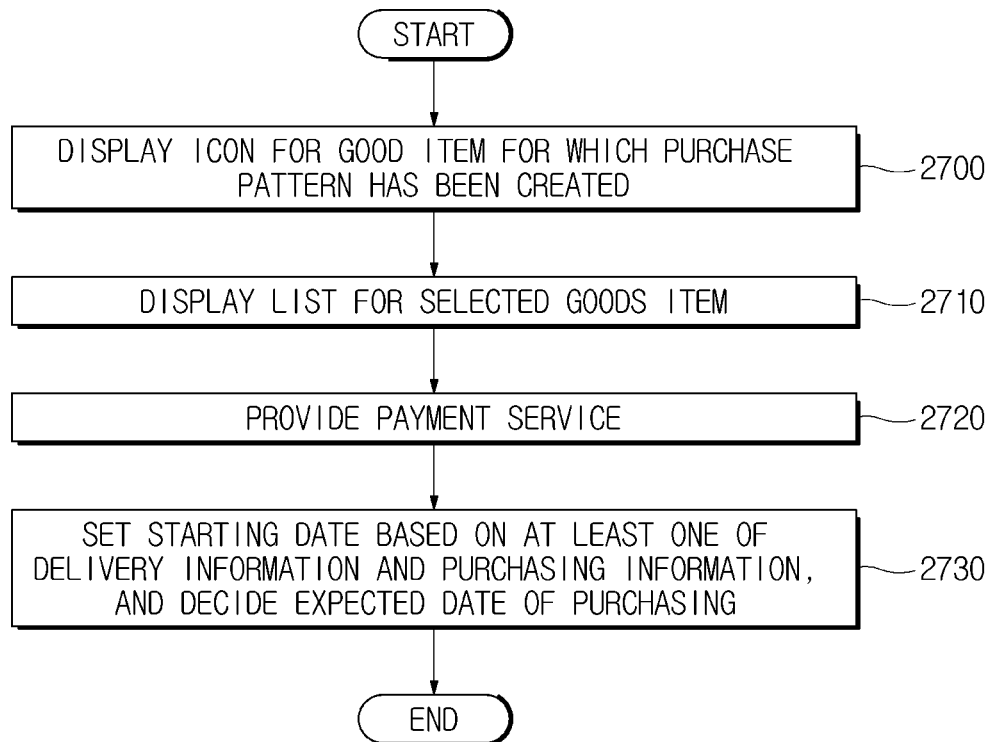 START
DISPLAY ICON FOR GOOD ITEM FOR WHICH PURCHASE
PATTERN HAS BEEN CREATED
2700
DISPLAY LIST FOR SELECTED GOODS ITEM
2710
PROVIDE PAYMENT SERVICE
2720
SET STARTING DATE BASED ON AT LEAST ONE OF
DELIVERY INFORMATION AND PURCHASING INFORMATION,
AND DECIDE EXPECTED DATE OF PURCHASING
2730
END